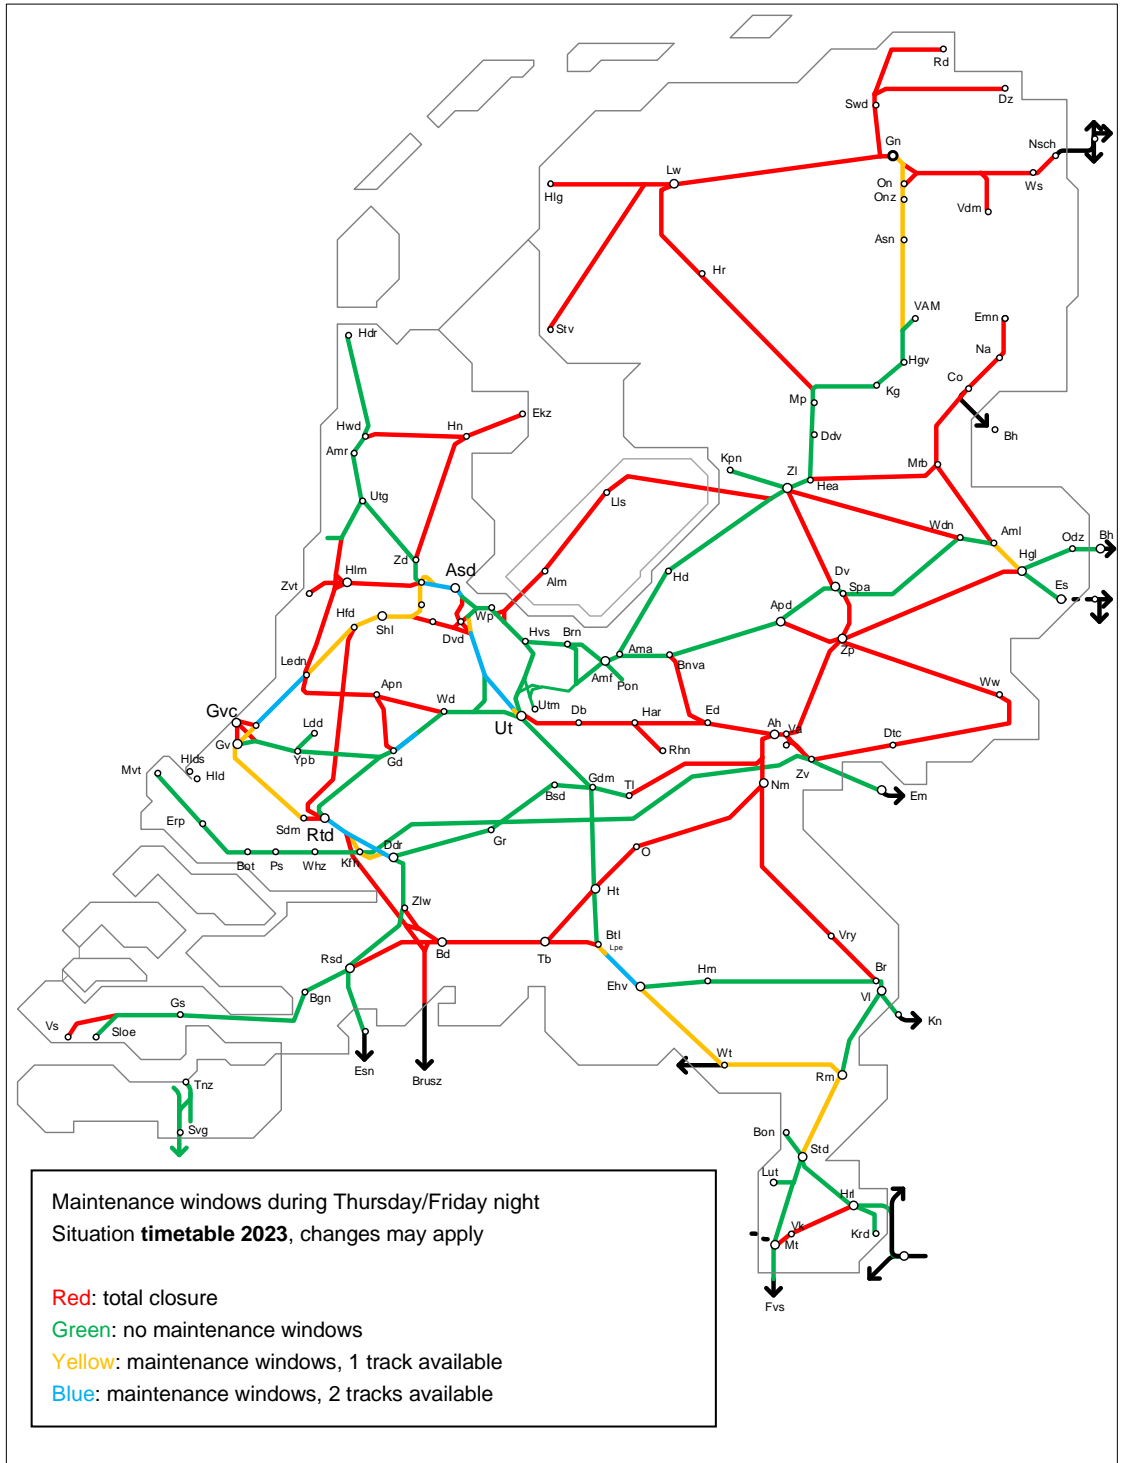 Rd
Dz
Swd
Gn
Nsch
Lw
On
Ws
Hlg
Onz
Vdm
Asn
Hr
VAM
Emn
Stv
Hdr
Na
Hgv
Co
Kg
Mp
Ekz
Hwd
Hn
Ddv
Bh
Amr
Kpn
Mrb
Zl
Hea
Utg
Lls
Wdn
Aml
Odz
Bh
Hgl
Zd
Asd
Hlm
Alm
Hd
Dv
Spa
Es
Zvt
Wp
Hfd
Shl
Dvd
Apd
Hvs
Brn
Ama
Zp
Ledn
Bnva
Amf
Pon
Apn
Wd
Utm
Ww
Gvc
Ldd
Ut
Db
Har
Ed
Ah
Va
Gv
Ypb
Gd
Rhn
Dtc
Hlds
Zv
Mvt
Hld
Gdm
Bsd
Tl
Nm
Em
Sdm
Rtd
Erp
Gr
Ddr
O
Bot
Ps
Whz
Kfh
Ht
Zlw
Btl
Lpe
Vry
Bd
Tb
Rsd
Hm
Br
Ehv
Vl
Bgn
Gs
Kn
Vs
Sloe
Wt
Esn
Brusz
Rm
Tnz
Svg
Bon
Std
Lut
Hrl
Vk
Krd
Mt
Fvs
Maintenance windows during Thursday/Friday night
Situation timetable 2023, changes may apply
Red: total closure
Green: no maintenance windows
Yellow: maintenance windows, 1 track available
Blue: maintenance windows, 2 tracks available